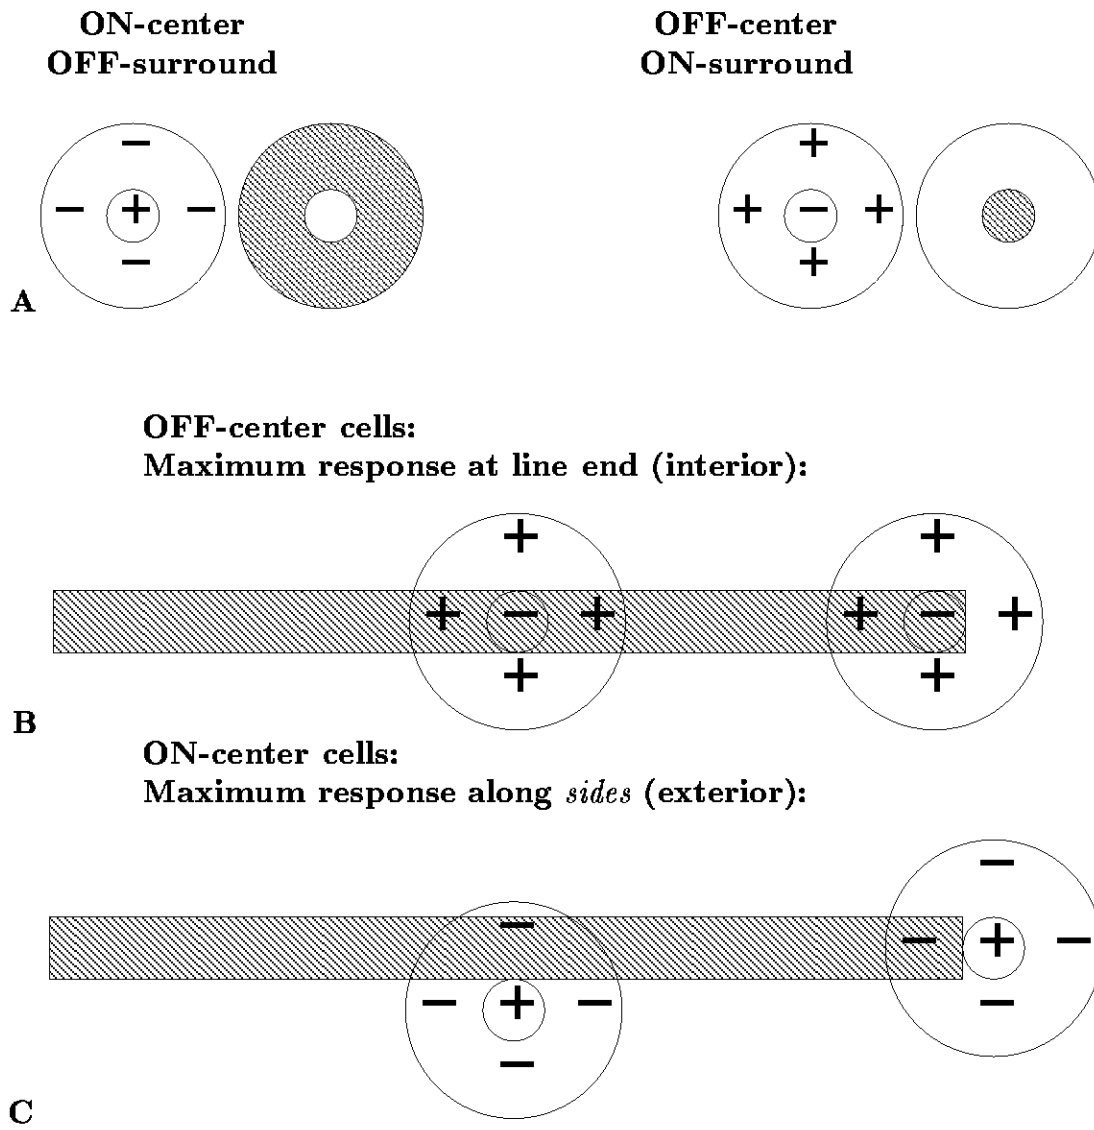 ON-center
OFF-surround
OFF-center
ON-surround
−
− + −
−
+
+ − +
+
A
OFF-center cells:
Maximum response at line end (interior):
+ +
+ − + + − +
+ +
B
ON-center cells:
Maximum response along sides (exterior):
−
− + −
−
−
− + −
−
C